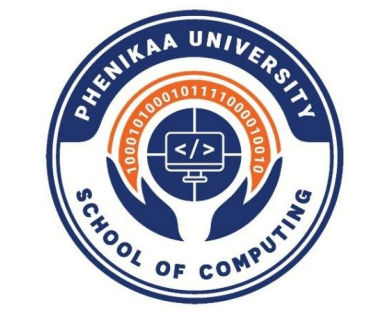 PHENIKAA UNIVERSITY
1000101000101111000010010
</>
SCHOOL OF COMPUTING